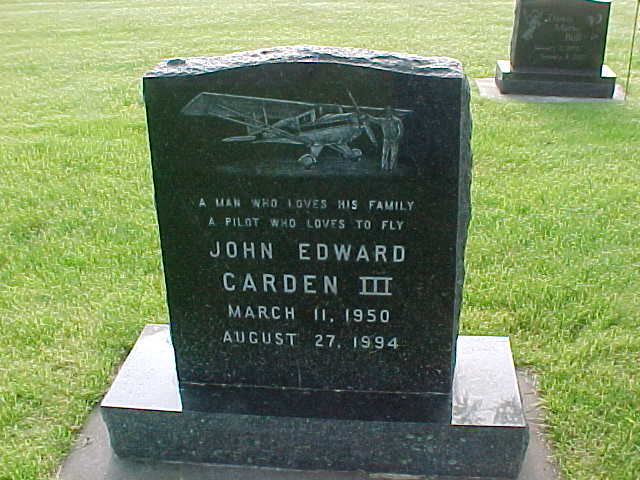 A MAN WHO LOVES HIS FAMILY
A PILOT WHO LOVES TO FLY
JOHN EDWARD
CARDEN III
MARCH 11, 1950
AUGUST 27, 1994